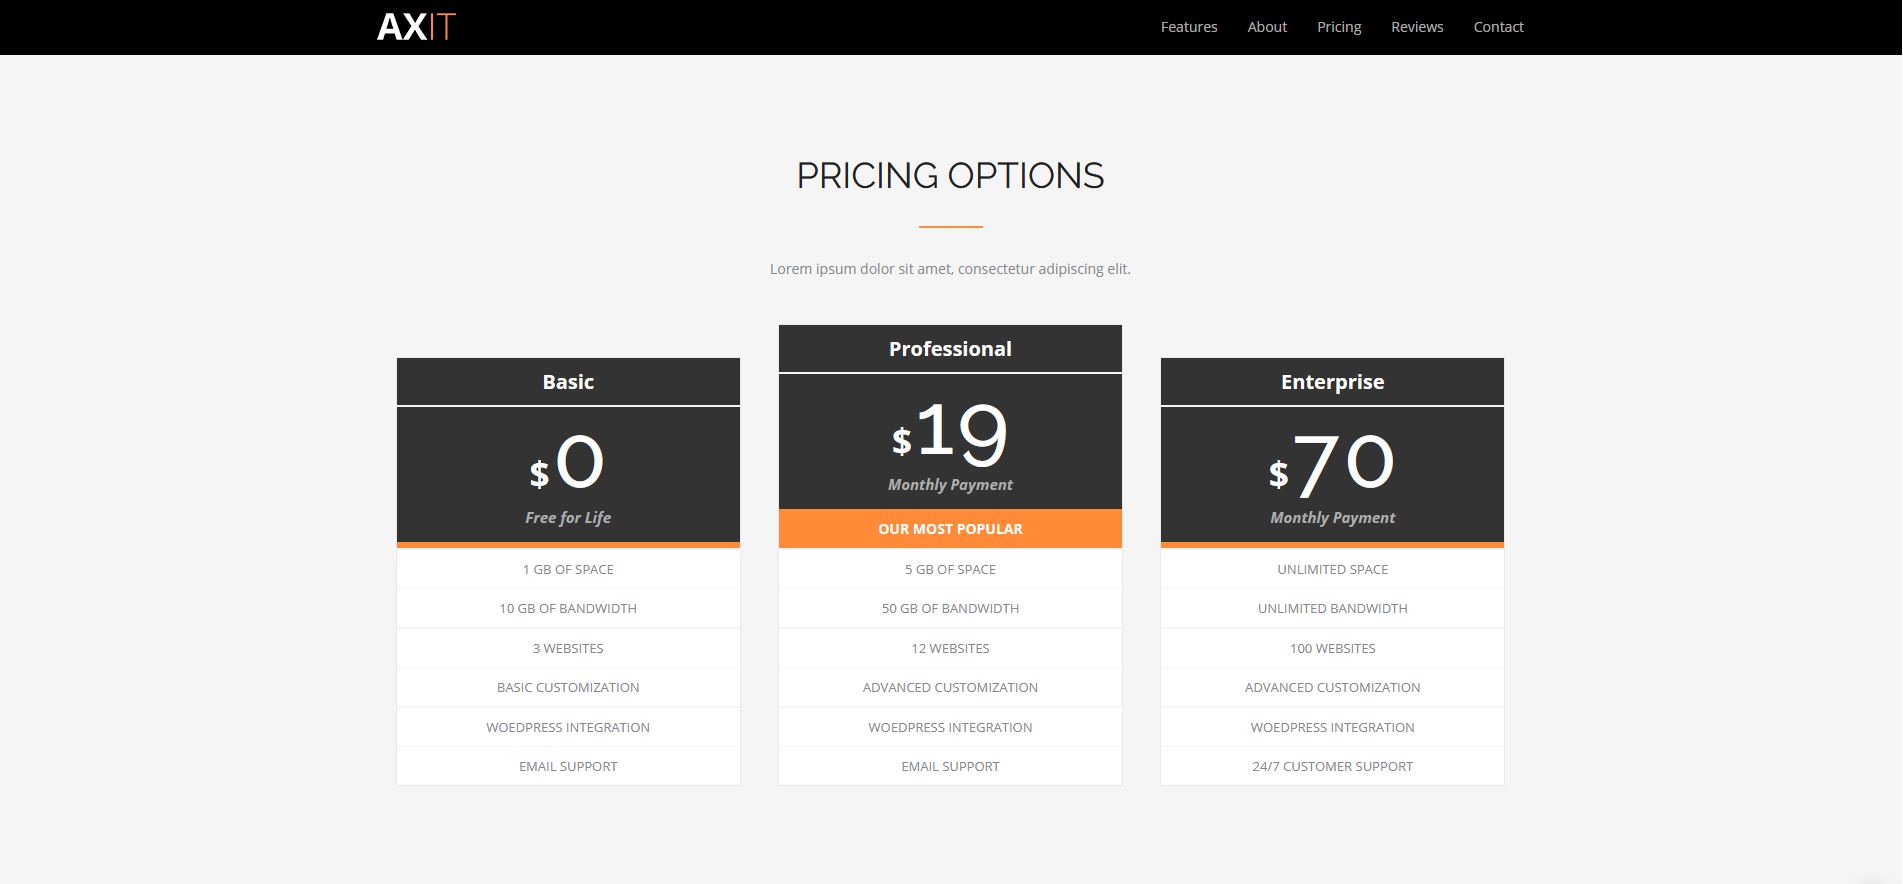 AXIT
Features About Pricing Reviews Contact
PRICING OPTIONS
Lorem ipsum dolor sit amet, consectetur adipiscing elit.
Basic
$0
Free for Life
1 GB OF SPACE
10 GB OF BANDWIDTH
3 WEBSITES
BASIC CUSTOMIZATION
WOEDPRESS INTEGRATION
EMAIL SUPPORT
Professional
$19
Monthly Payment
OUR MOST POPULAR
5 GB OF SPACE
50 GB OF BANDWIDTH
12 WEBSITES
ADVANCED CUSTOMIZATION
WOEDPRESS INTEGRATION
EMAIL SUPPORT
Enterprise
$70
Monthly Payment
UNLIMITED SPACE
UNLIMITED BANDWIDTH
100 WEBSITES
ADVANCED CUSTOMIZATION
WOEDPRESS INTEGRATION
24/7 CUSTOMER SUPPORT